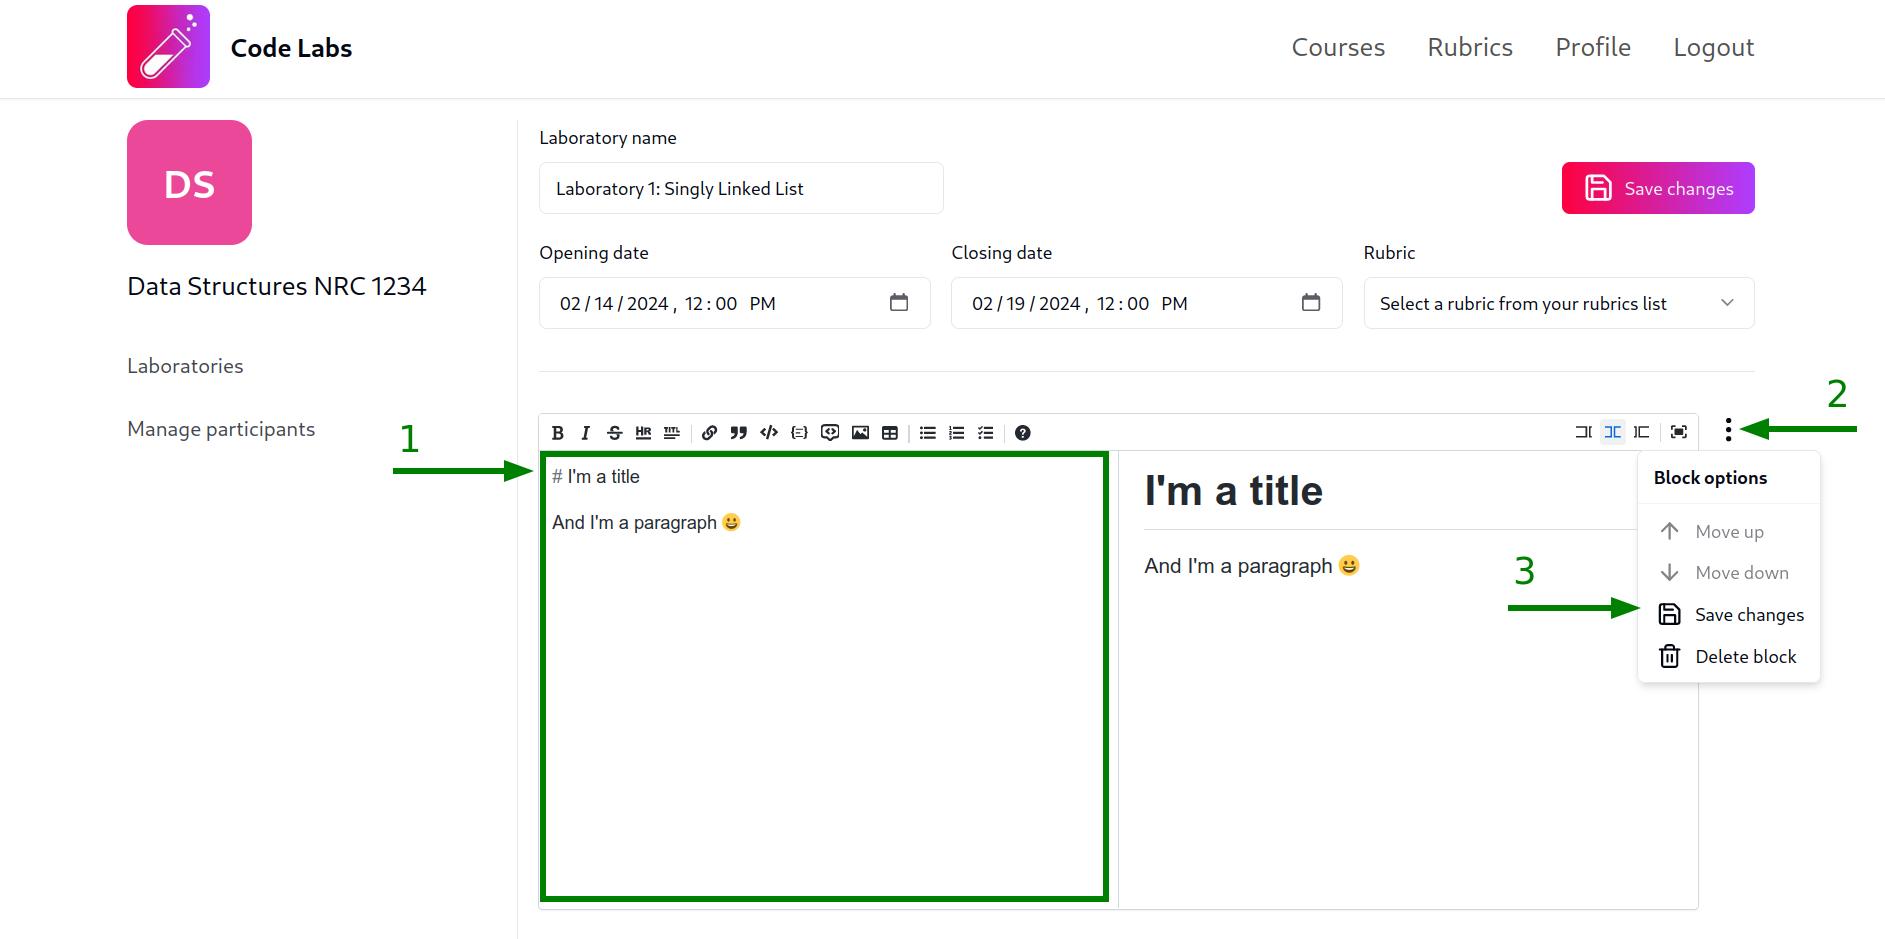 Code Labs
Courses Rubrics Profile Logout
DS
Data Structures NRC 1234
Laboratories
Manage participants
Laboratory name
Laboratory 1: Singly Linked List
Save changes
Opening date Closing date Rubric
02/14/2024, 12:00 PM 02/19/2024, 12:00 PM Select a rubric from your rubrics list
2
1
B I S HR TITL
# I'm a title
And I'm a paragraph 😀
I'm a title
And I'm a paragraph 😀
Block options
Move up
Move down
3
Save changes
Delete block